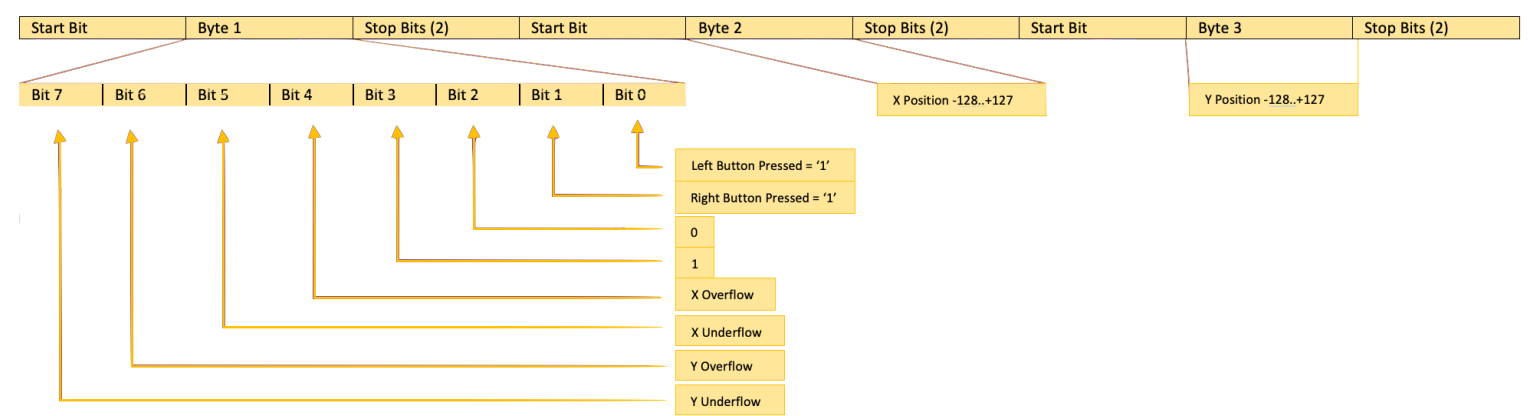 Start Bit Byte 1 Stop Bits (2) Start Bit Byte 2 Stop Bits (2) Start Bit Byte 3 Stop Bits (2)
Bit 7 Bit 6 Bit 5 Bit 4 Bit 3 Bit 2 Bit 1 Bit 0
X Position -128..+127
Y Position -128..+127
Left Button Pressed = ‘1’
Right Button Pressed = ‘1’
0
1
X Overflow
X Underflow
Y Overflow
Y Underflow